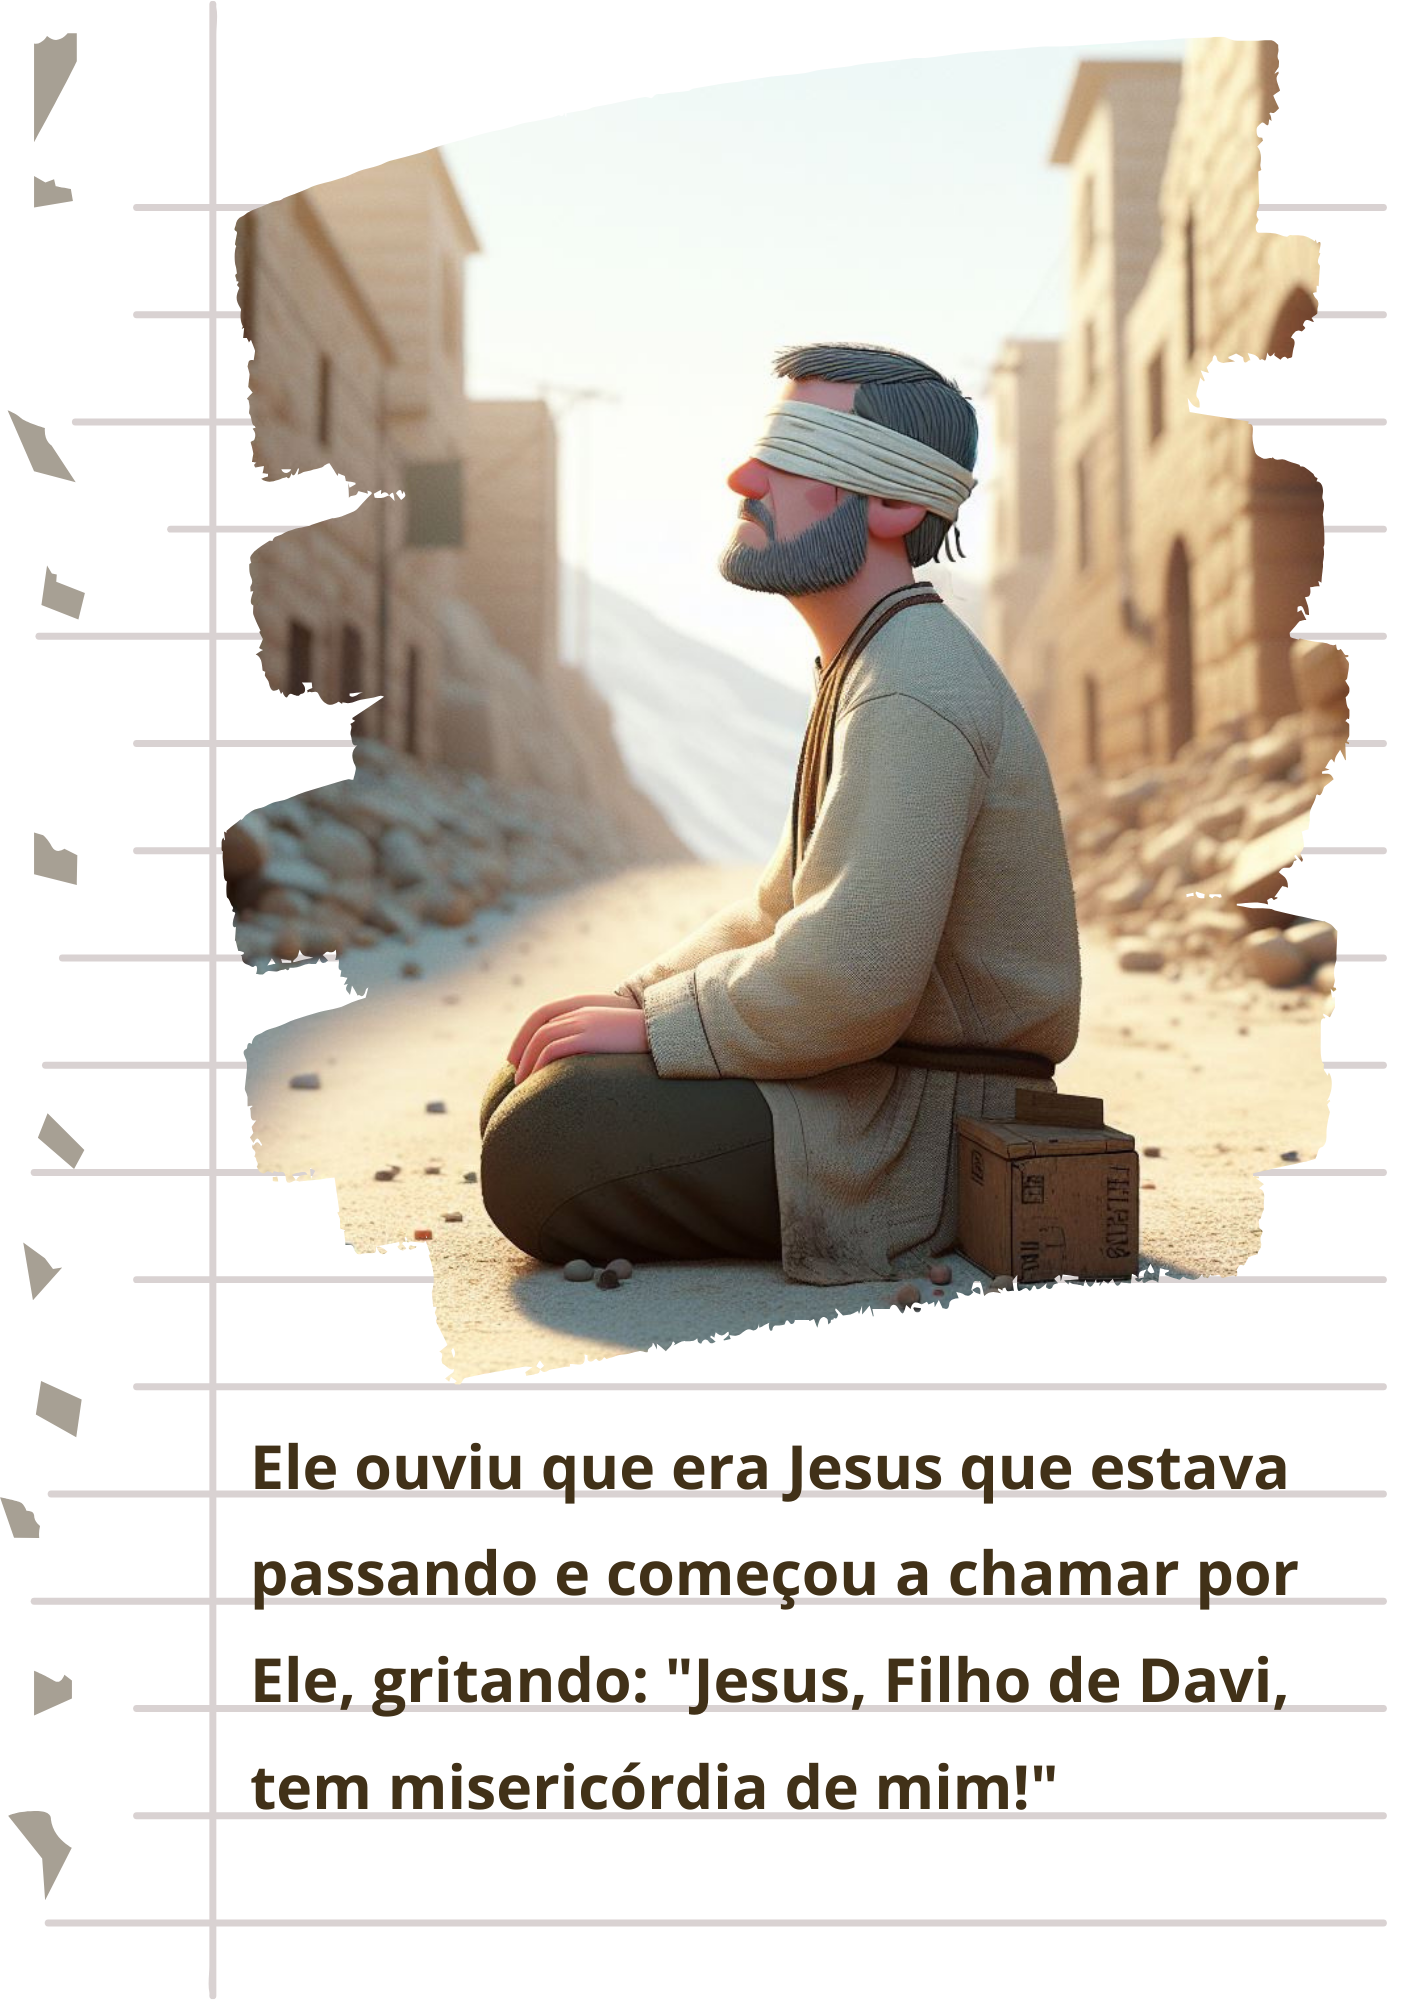 Ele ouviu que era Jesus que estava
passando e começou a chamar por
Ele, gritando: "Jesus, Filho de Davi,
tem misericórdia de mim!"